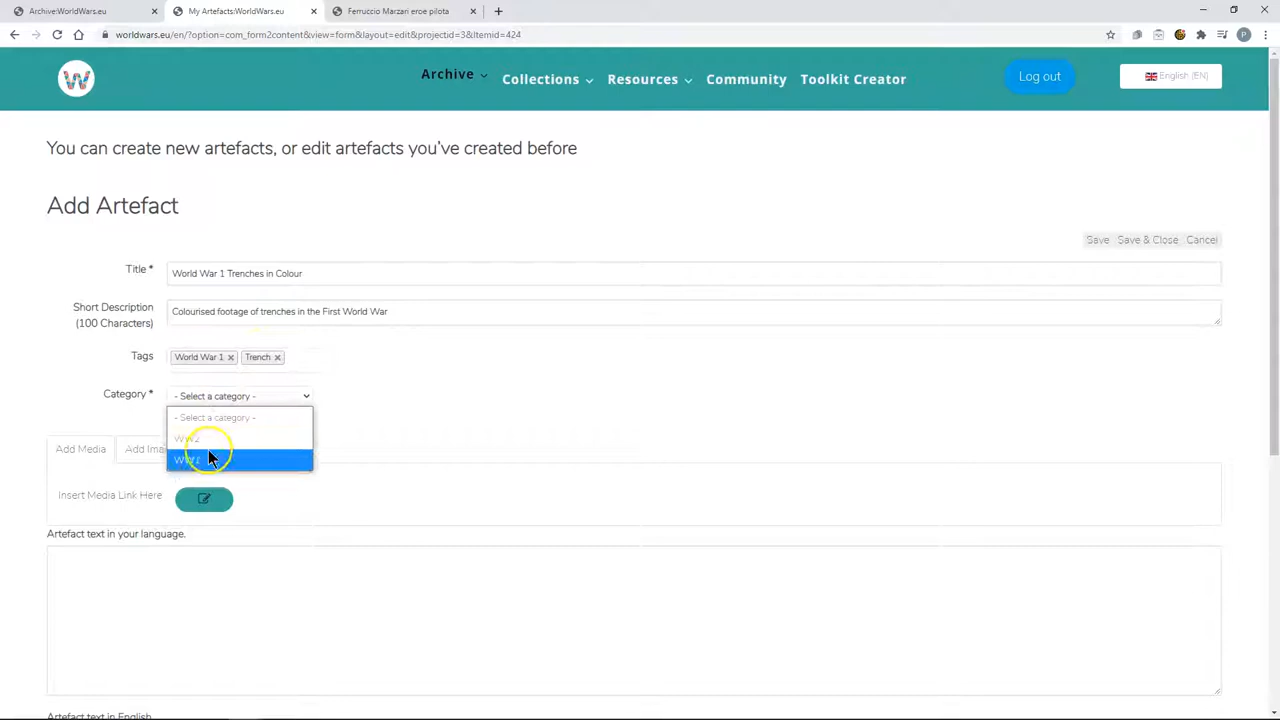 Archive:WorldWars.eu
My Artefacts:WorldWars.eu
Ferruccio Marzari eroe pilota
worldwars.eu/en/?option=com_form2content&view=form&layout=edit&projectid=3&Itemid=424
P
W
Archive
Collections
Resources
Community
Toolkit Creator
Log out
English (EN)
You can create new artefacts, or edit artefacts you've created before
Add Artefact
Save Save & Close Cancel
Title *
World War 1 Trenches in Colour
Short Description
(100 Characters)
Colourised footage of trenches in the First World War
Tags
World War 1
Trench
Category *
- Select a category -
- Select a category -
WW2
WW1
Add Media
Insert Media Link Here
Artefact text in your language.
Artefact text in English